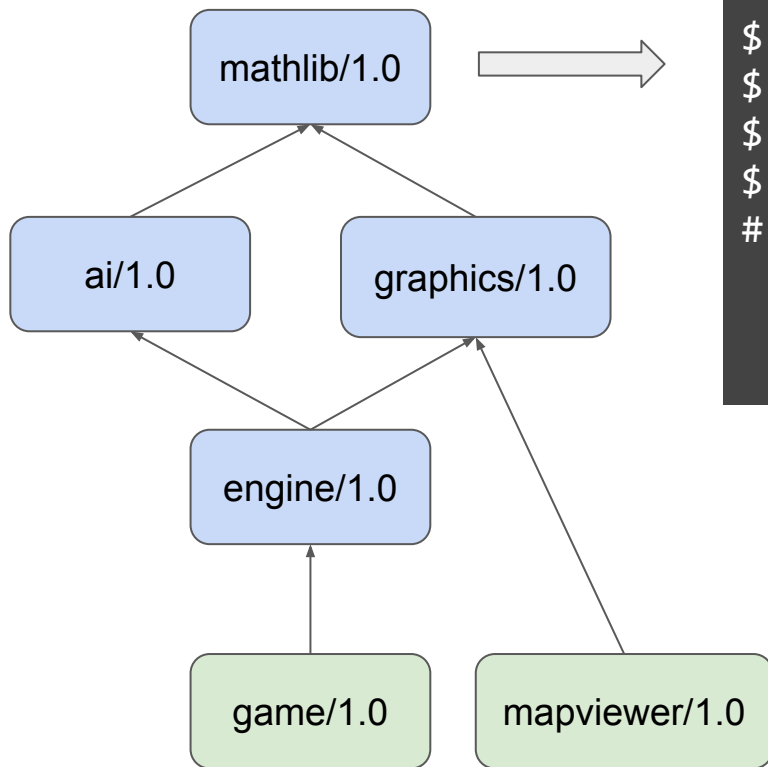 mathlib/1.0
$
$
$
$
#
ai/1.0
graphics/1.0
engine/1.0
game/1.0
mapviewer/1.0